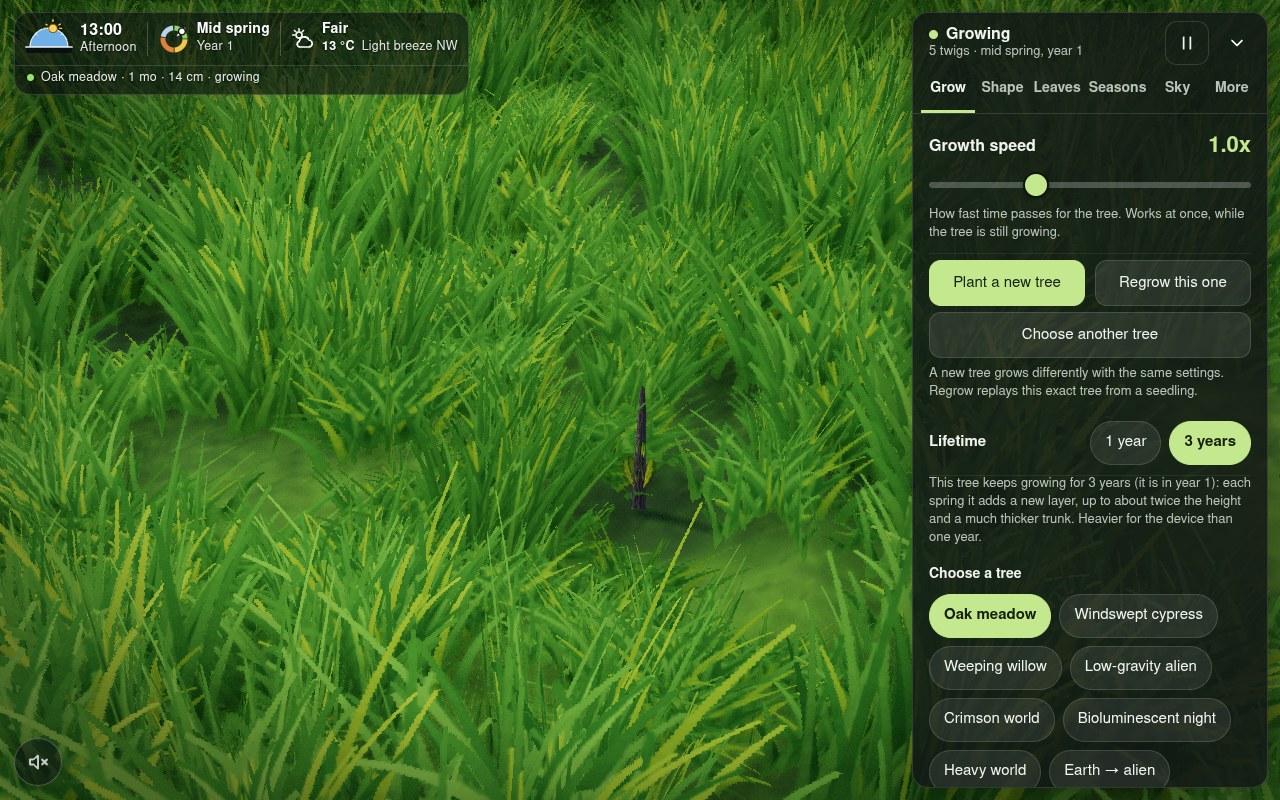 13:00
Afternoon
Mid spring
Year 1
Fair
13 °C Light breeze NW
Oak meadow · 1 mo · 14 cm · growing
Growing
5 twigs · mid spring, year 1
Grow Shape Leaves Seasons Sky More
Growth speed 1.0x
How fast time passes for the tree. Works at once, while
the tree is still growing.
Plant a new tree Regrow this one
Choose another tree
A new tree grows differently with the same settings.
Regrow replays this exact tree from a seedling.
Lifetime 1 year 3 years
This tree keeps growing for 3 years (it is in year 1): each
spring it adds a new layer, up to about twice the height
and a much thicker trunk. Heavier for the device than
one year.
Choose a tree
Oak meadow Windswept cypress
Weeping willow Low-gravity alien
Crimson world Bioluminescent night
Heavy world Earth → alien